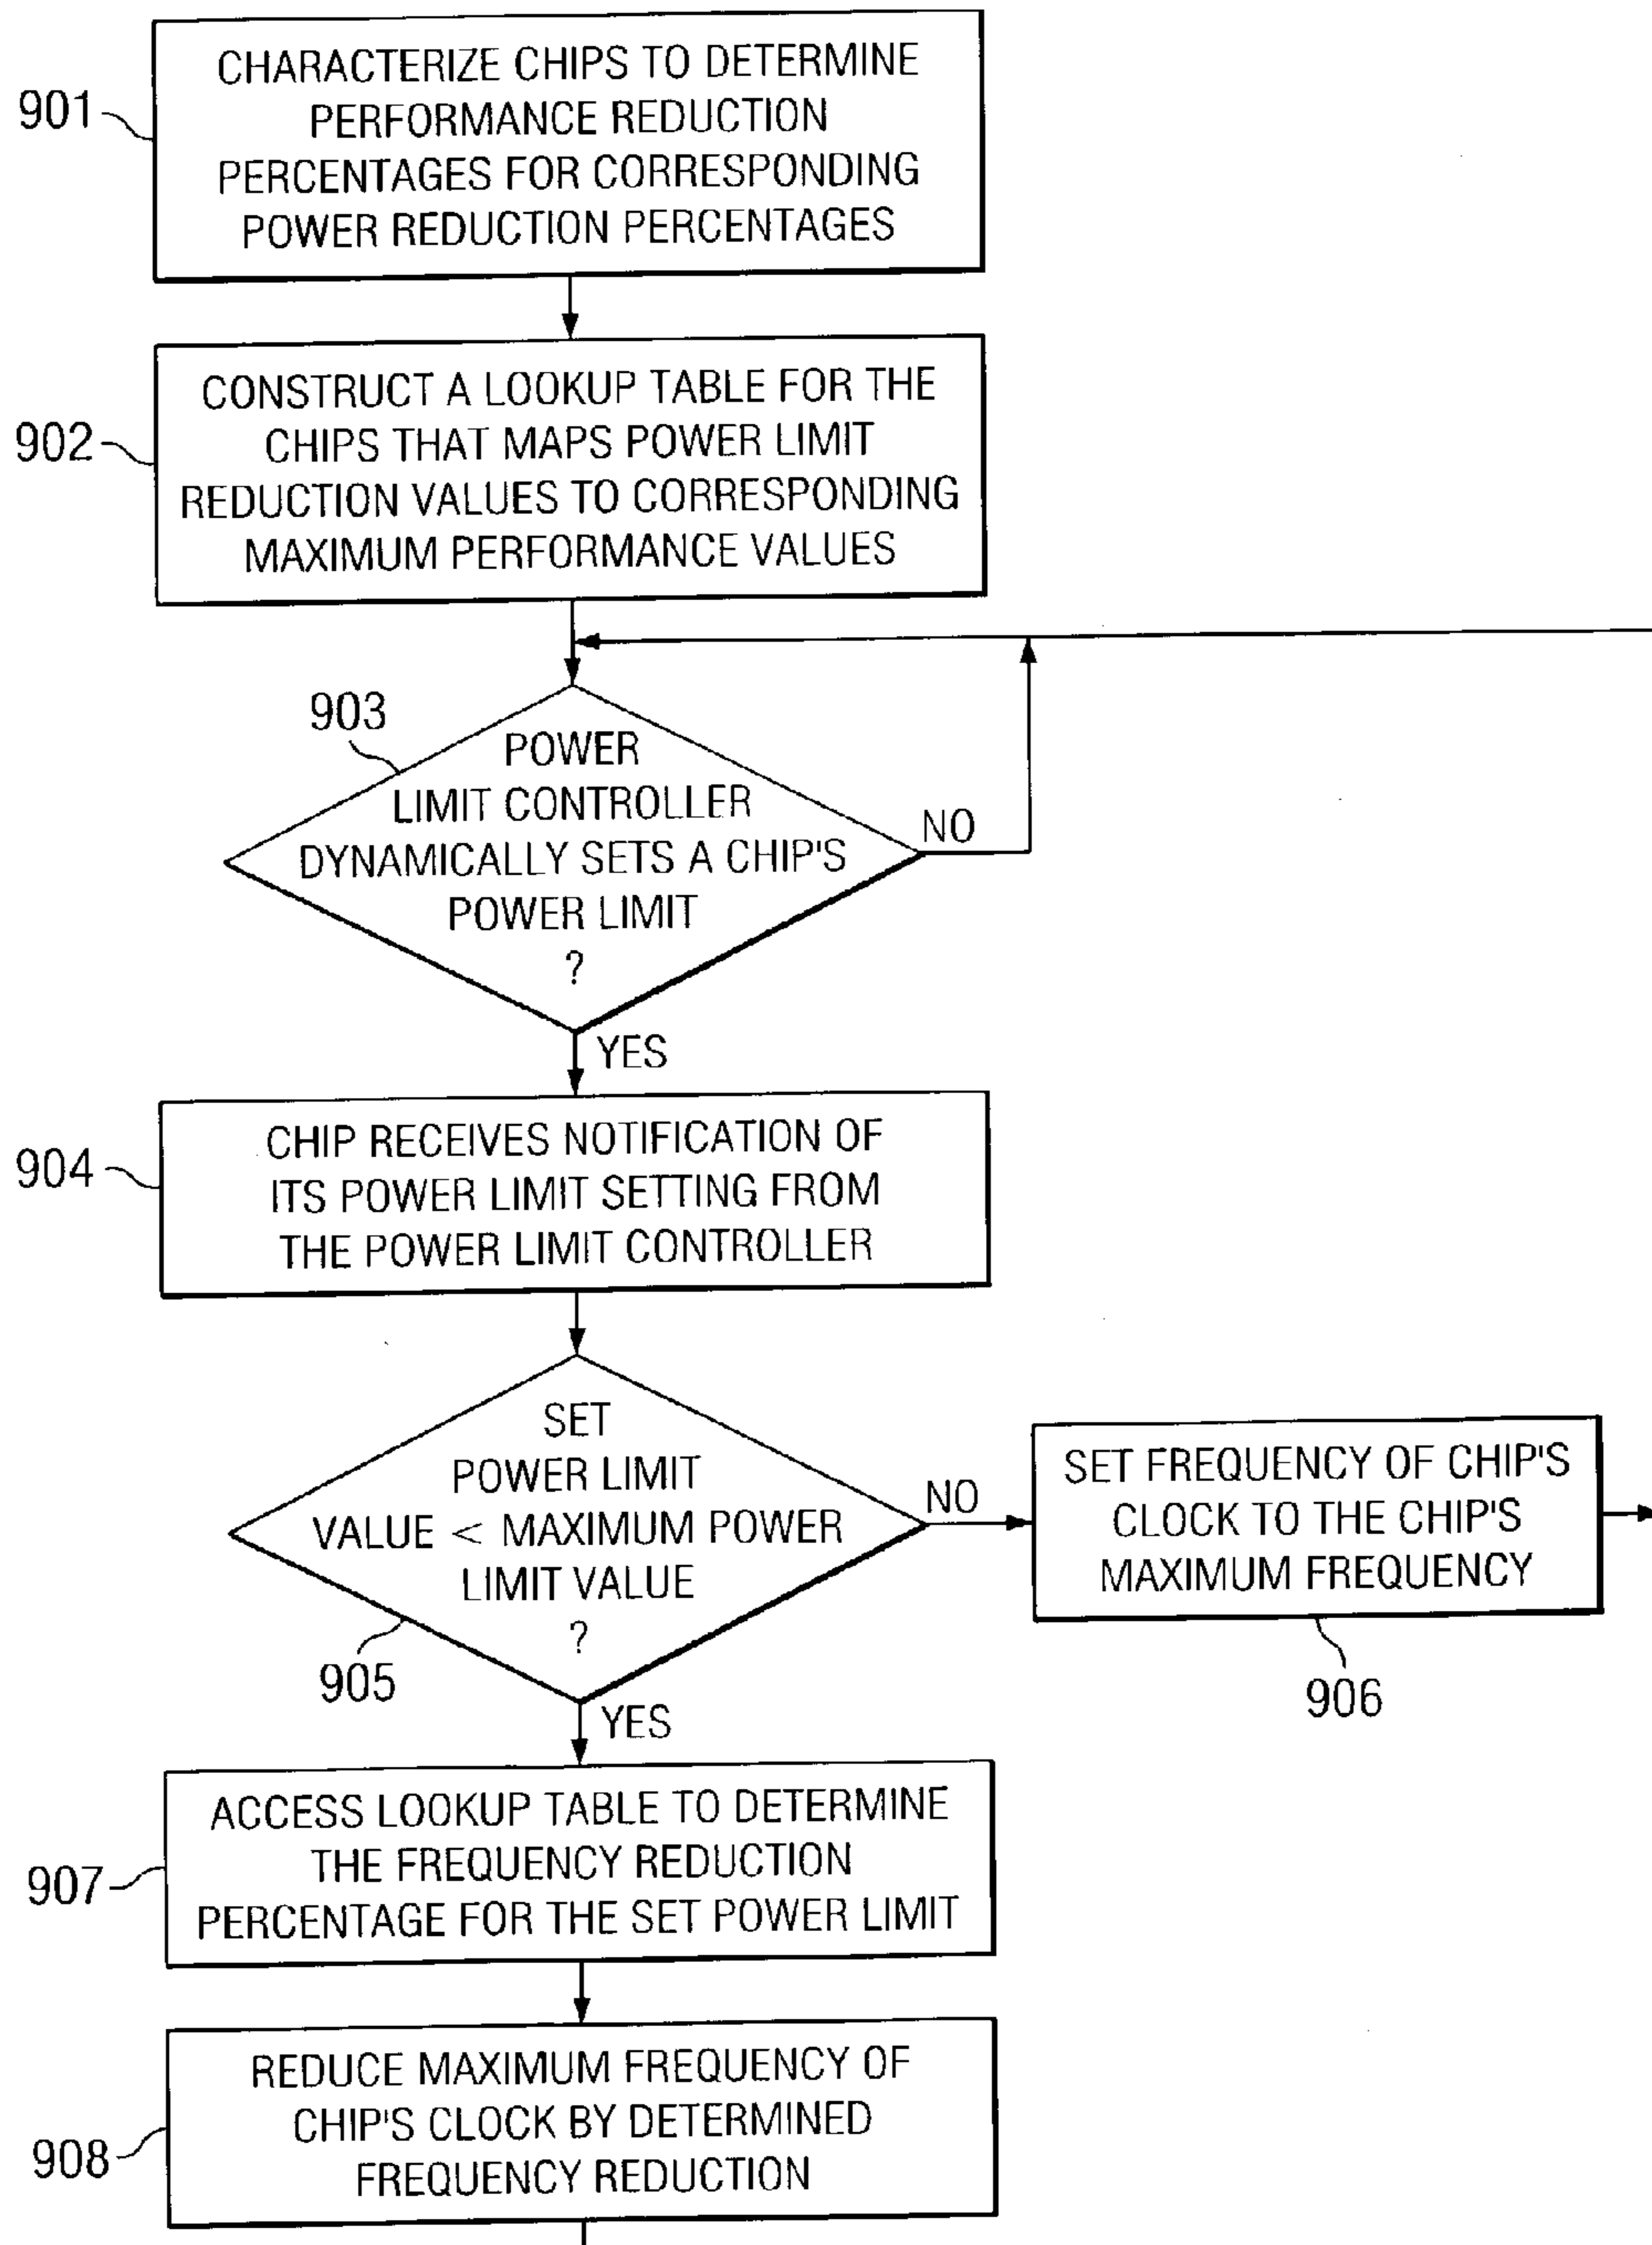 901
CHARACTERIZE CHIPS TO DETERMINE
PERFORMANCE REDUCTION
PERCENTAGES FOR CORRESPONDING
POWER REDUCTION PERCENTAGES
902
CONSTRUCT A LOOKUP TABLE FOR THE
CHIPS THAT MAPS POWER LIMIT
REDUCTION VALUES TO CORRESPONDING
MAXIMUM PERFORMANCE VALUES
903
POWER
LIMIT CONTROLLER
DYNAMICALLY SETS A CHIP'S
POWER LIMIT
?
NO
YES
904
CHIP RECEIVES NOTIFICATION OF
ITS POWER LIMIT SETTING FROM
THE POWER LIMIT CONTROLLER
SET
POWER LIMIT
VALUE < MAXIMUM POWER
LIMIT VALUE
?
905
NO
SET FREQUENCY OF CHIP'S
CLOCK TO THE CHIP'S
MAXIMUM FREQUENCY
906
YES
907
ACCESS LOOKUP TABLE TO DETERMINE
THE FREQUENCY REDUCTION
PERCENTAGE FOR THE SET POWER LIMIT
908
REDUCE MAXIMUM FREQUENCY OF
CHIP'S CLOCK BY DETERMINED
FREQUENCY REDUCTION